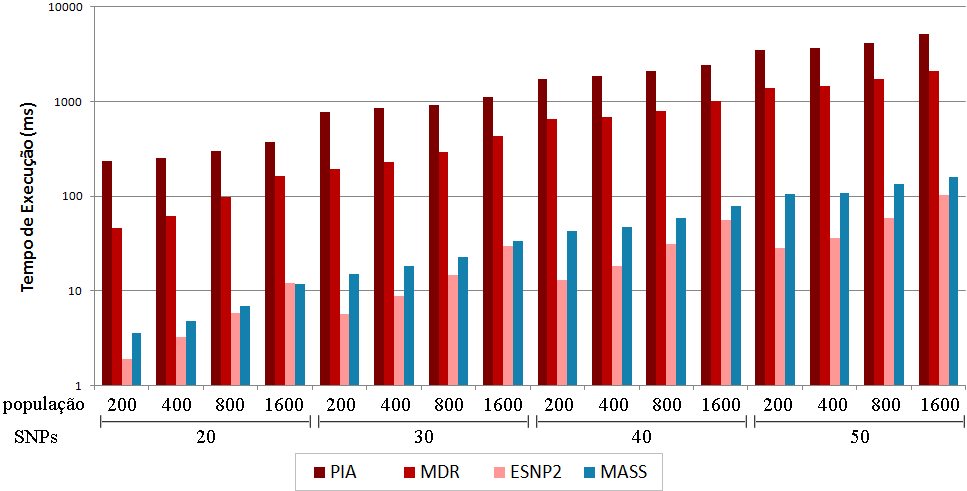 10000
1000
100
10
1
Tempo de Execução (ms)
população 200 400 800 1600 200 400 800 1600 200 400 800 1600 200 400 800 1600
SNPs 20 30 40 50
PIA MDR ESNP2 MASS